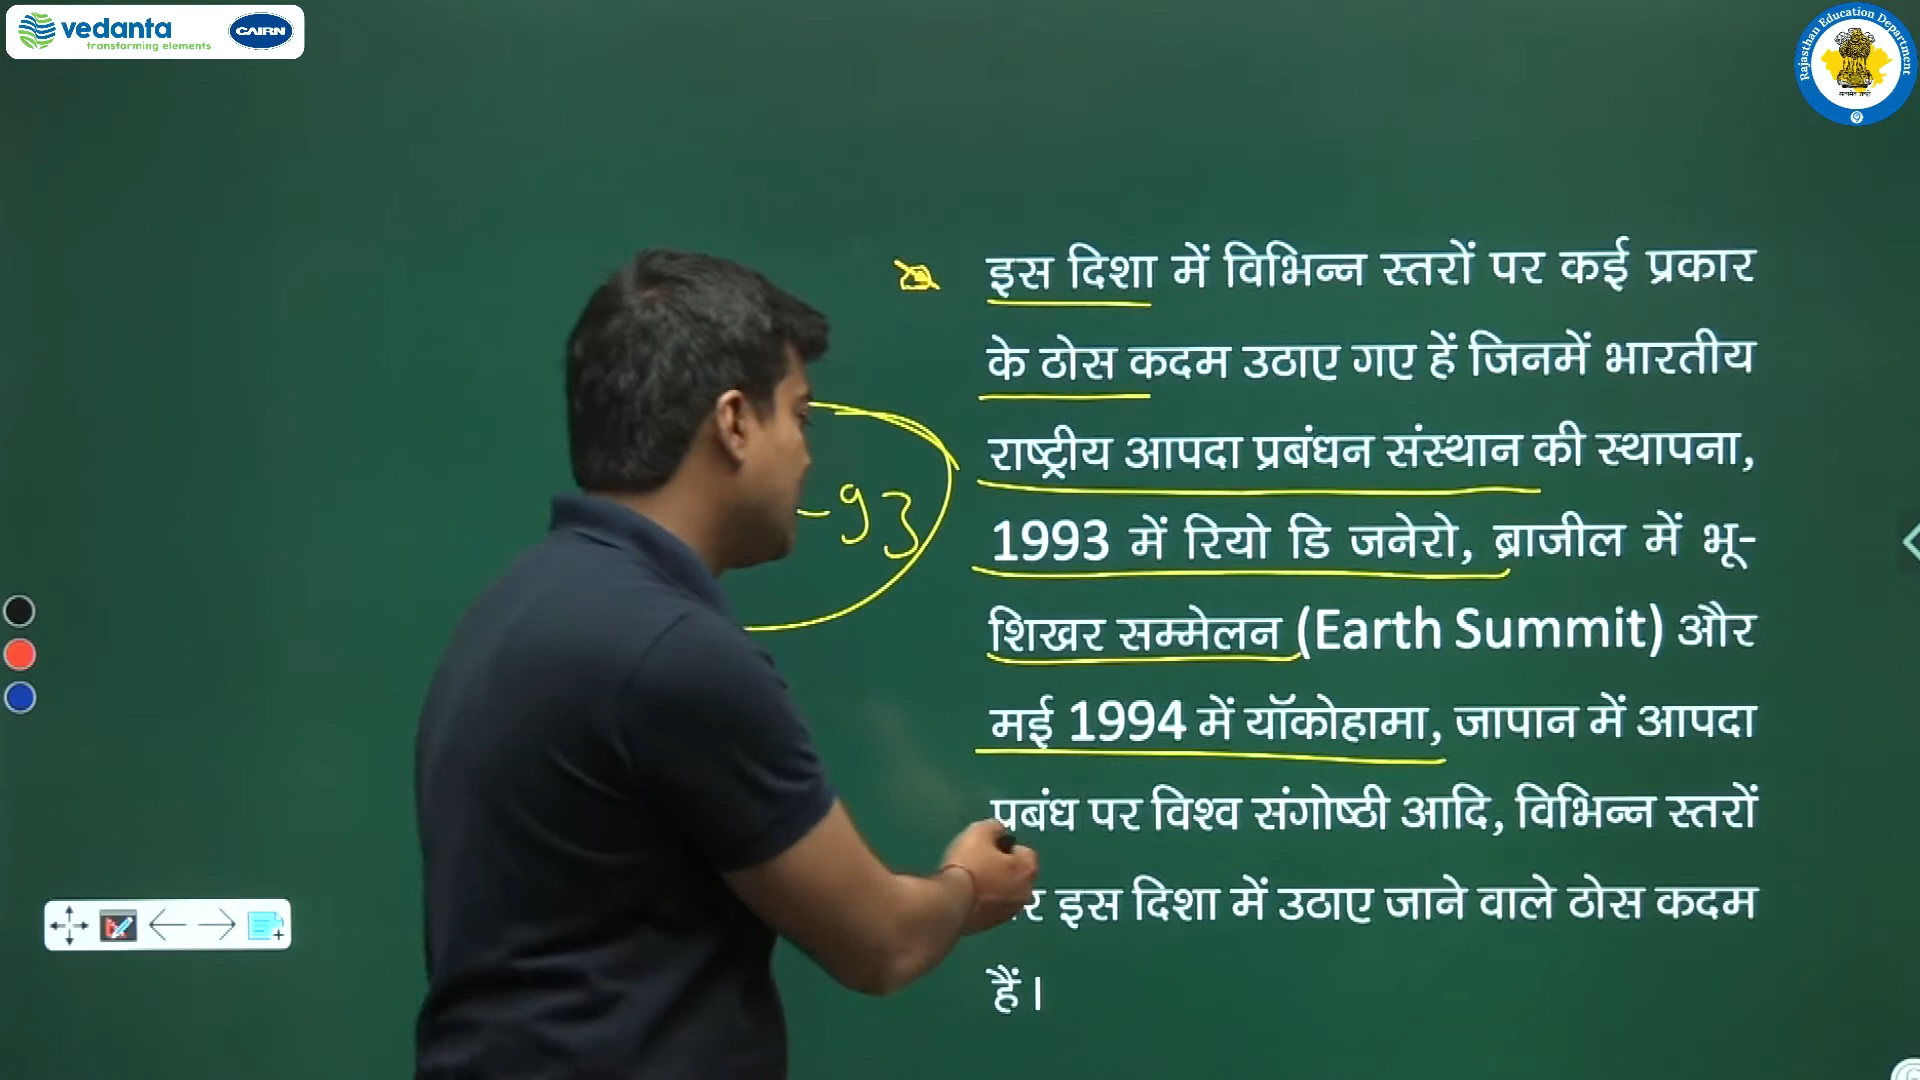 vedanta
transforming elements
CAIRN
Rajasthan Education Department
इस दिशा में विभिन्न स्तरों पर कई प्रकार
के ठोस कदम उठाए गए हें जिनमें भारतीय
राष्ट्रीय आपदा प्रबंधन संस्थान की स्थापना,
1993 में रियो डि जनेरो, ब्राजील में भू-
शिखर सम्मेलन (Earth Summit) और
मई 1994 में यॉकोहामा, जापान में आपदा
प्रबंध पर विश्व संगोष्ठी आदि, विभिन्न स्तरों
इस दिशा में उठाए जाने वाले ठोस कदम
हैं।
-93